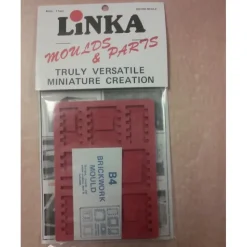 LiNKA
MOULDS
& PARTS
TRULY VERSATILE
MINIATURE CREATION
B4
BRICKWORK
MOULD